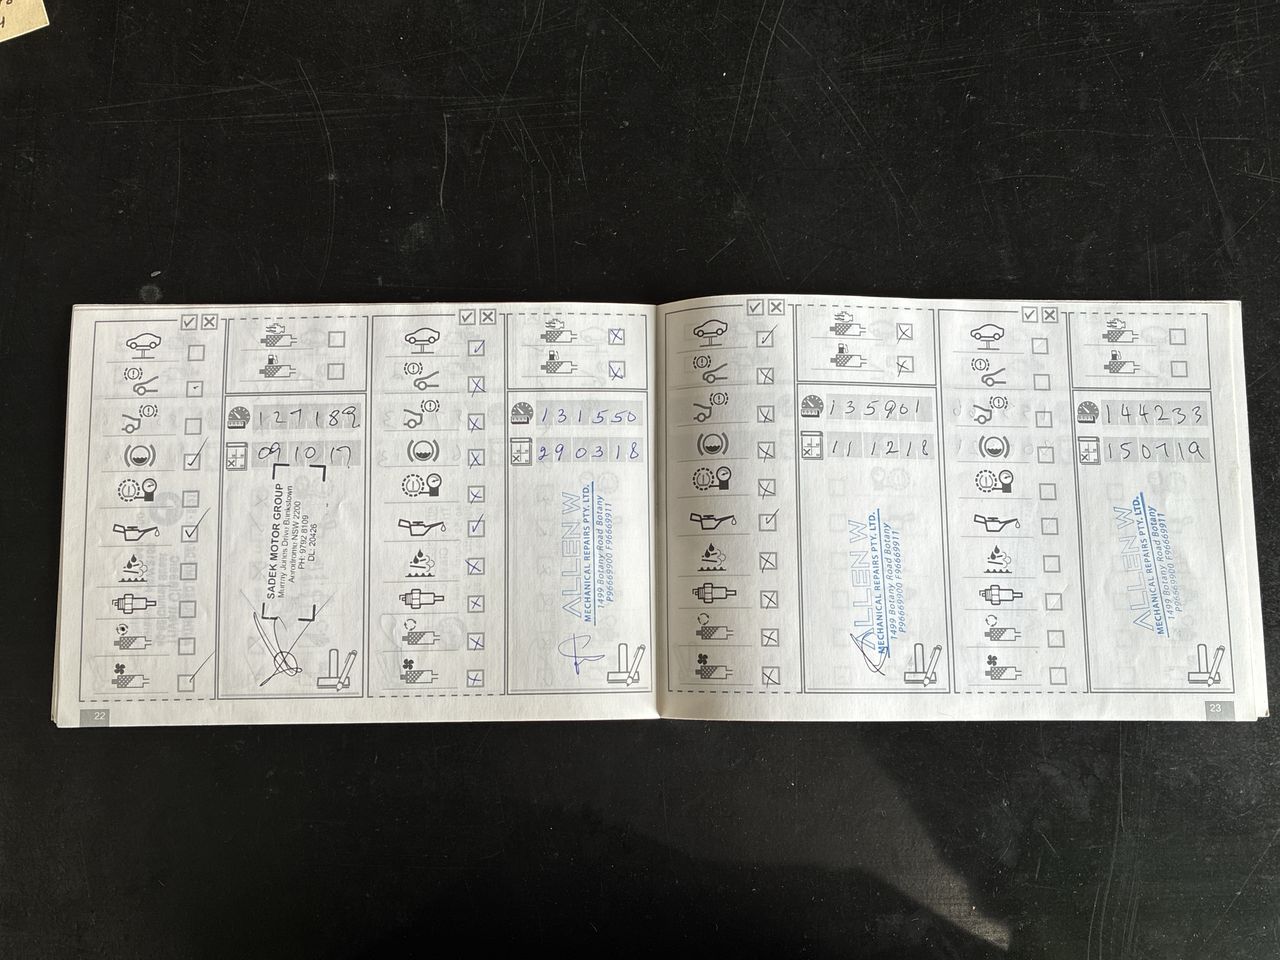 127189
09 10 17
SADEK MOTOR GROUP
Murray Jones Drive Bankstown
Aerodrome NSW 2200
PH: 9792 8109
DL: 20426
22
131550
290318
ALLEN W
MECHANICAL REPAIRS PTY. LTD.
1499 Botany Road Botany
P96669900 F96669911
135901
11 1218
ALLEN W
MECHANICAL REPAIRS PTY. LTD.
1499 Botany Road Botany
P96669900 F96669911
144233
150719
ALLEN W
MECHANICAL REPAIRS PTY. LTD.
1499 Botany Road Botany
P96669900 F96669911
23